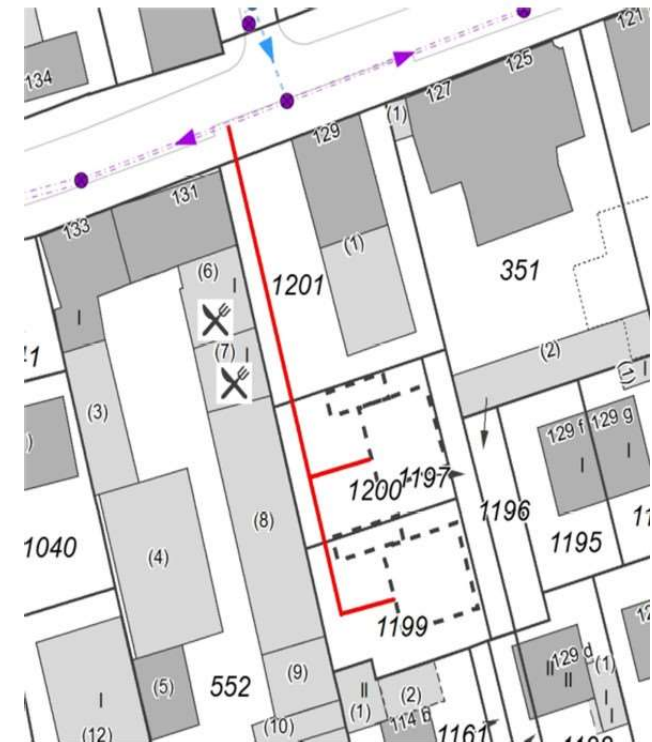 121
134
125
127
(1)
129
131
133
(1)
(6)
I
1201
351
I
(7)
I
(2)
(1)
I
(3)
129 f
129 g
I
I
1200
1197
1196
(8)
1040
(4)
1195
1199
(9)
552
(5)
I
(12)
(10)
II
(1)
(2)
114 b
129 d
II
II
(1)
I
I
1161